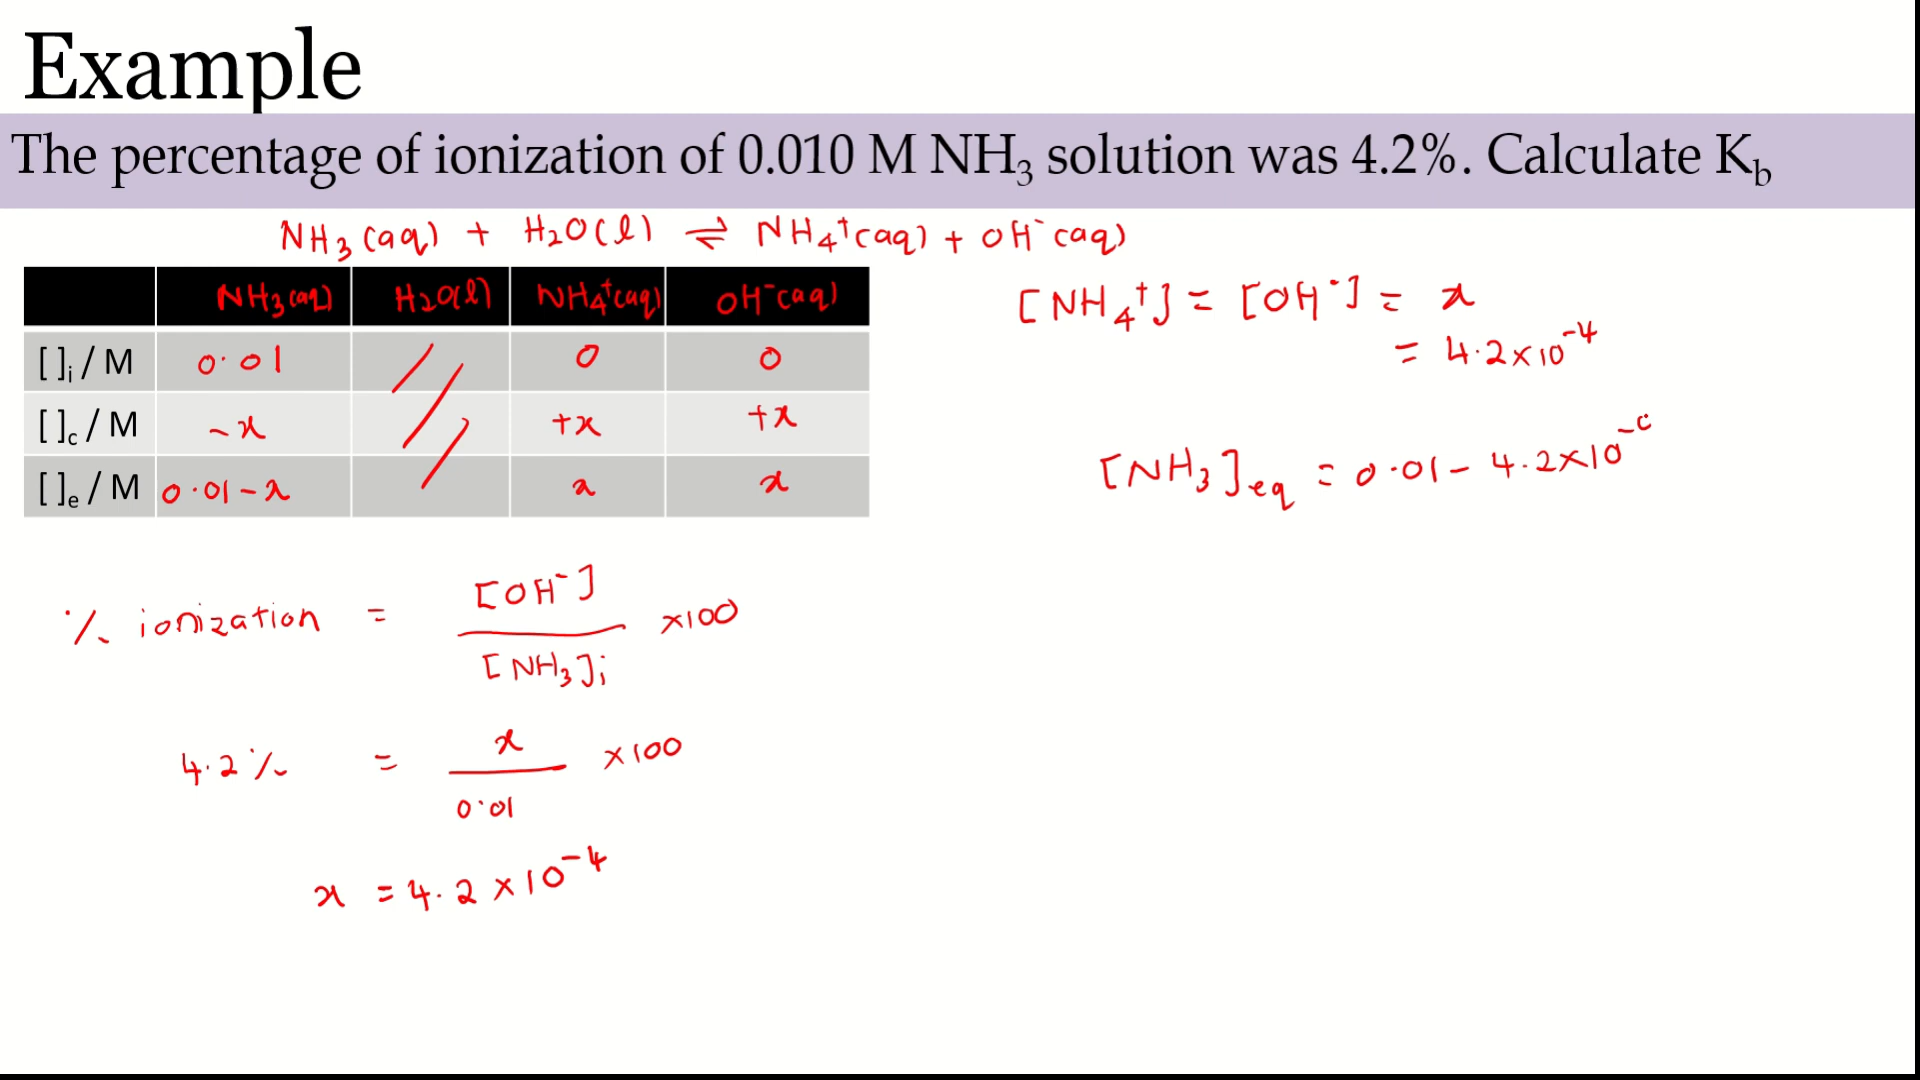 Example
The percentage of ionization of 0.010 M NH₃ solution was 4.2%. Calculate K_b
NH₃(aq) + H₂O(l) ⇌ NH₄⁺(aq) + OH⁻(aq)
NH₃(aq) H₂O(l) NH₄⁺(aq) OH⁻(aq)
[ ]ᵢ / M 0.01 0 0
[ ]_c / M -x +x +x
[ ]ₑ / M 0.01-x x x
% ionization = [OH⁻] / [NH₃]ᵢ ×100
4.2% = x / 0.01 ×100
x = 4.2 ×10⁻⁴
[NH₄⁺] = [OH⁻] = x
= 4.2×10⁻⁴
[NH₃]eq = 0.01 - 4.2×10⁻